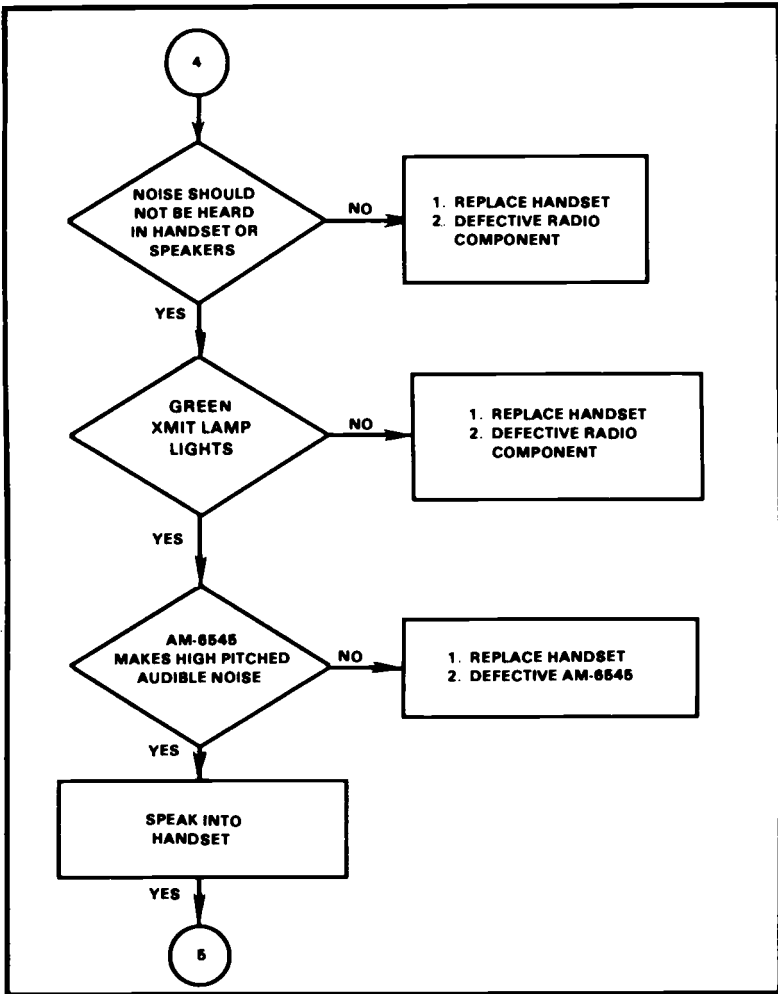 4
NOISE SHOULD
NOT BE HEARD
IN HANDSET OR
SPEAKERS
NO
1. REPLACE HANDSET
2. DEFECTIVE RADIO
COMPONENT
YES
GREEN
XMIT LAMP
LIGHTS
NO
1. REPLACE HANDSET
2. DEFECTIVE RADIO
COMPONENT
YES
AM-6545
MAKES HIGH PITCHED
AUDIBLE NOISE
NO
1. REPLACE HANDSET
2. DEFECTIVE AM-6545
YES
SPEAK INTO
HANDSET
YES
5